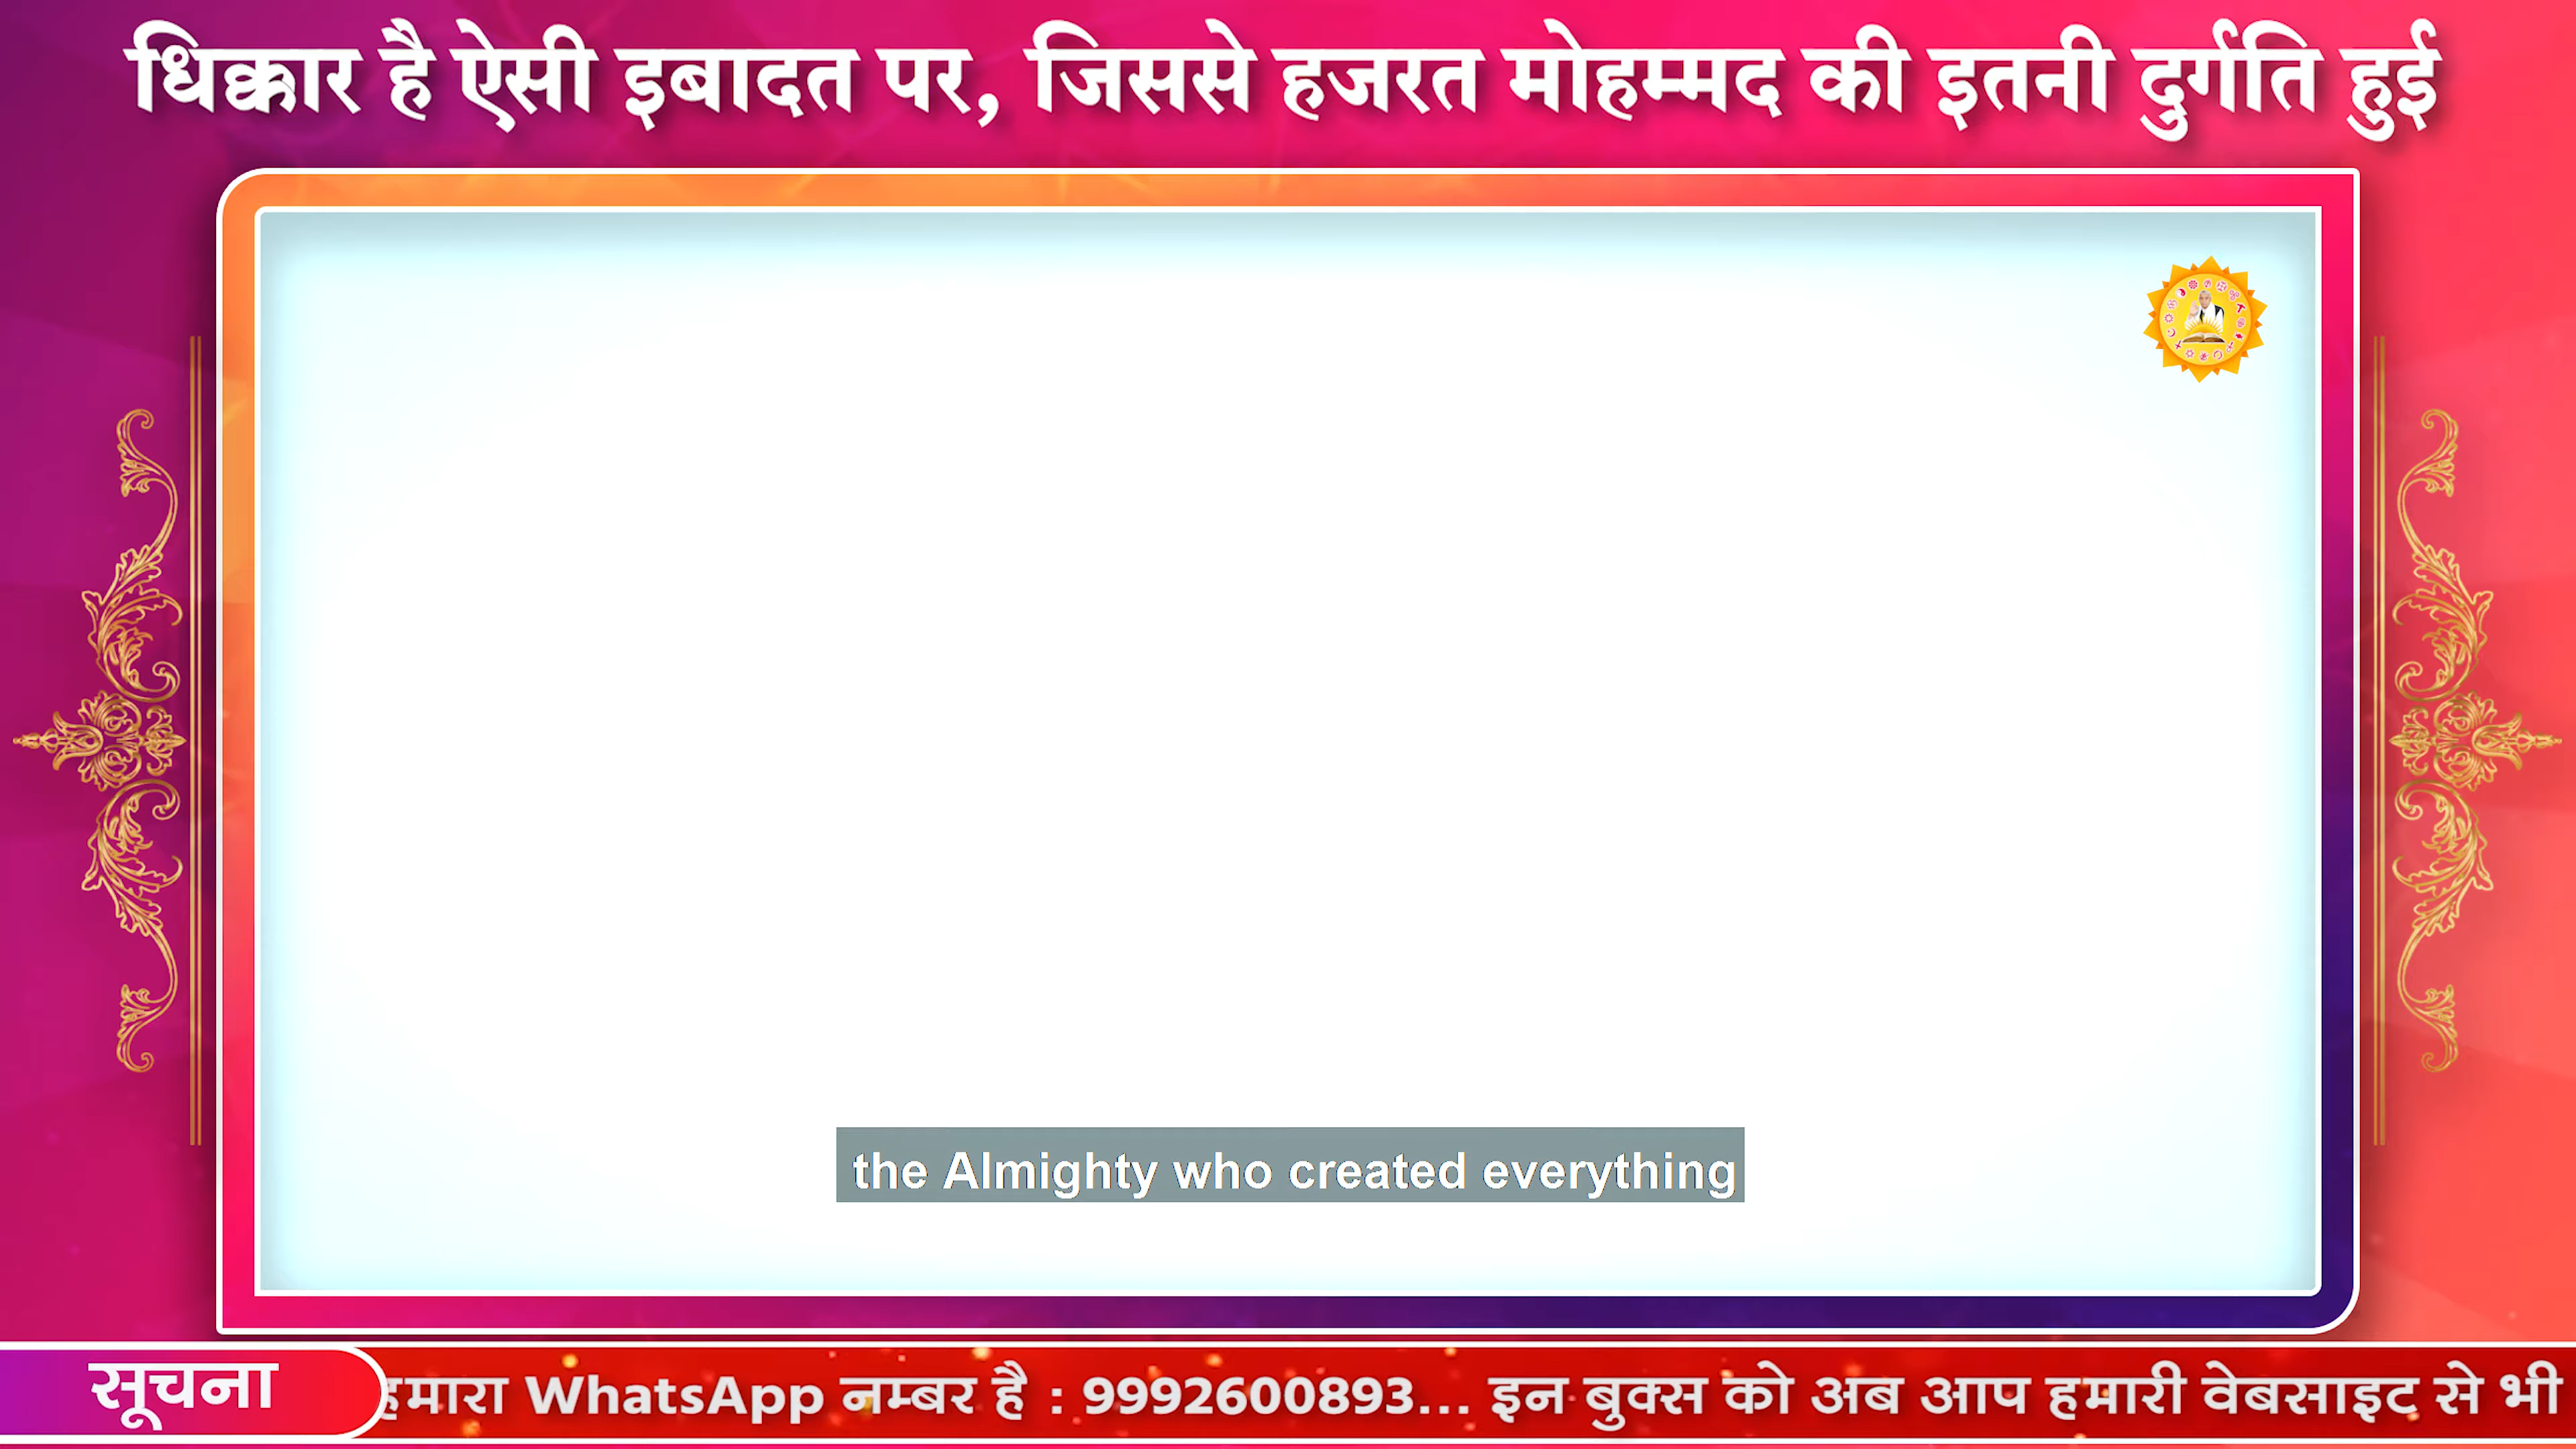 धिक्कार है ऐसी इबादत पर, जिससे हजरत मोहम्मद की इतनी दुर्गति हुई
the Almighty who created everything
सूचना
हमारा WhatsApp नम्बर है : 9992600893... इन बुक्स को अब आप हमारी वेबसाइट से भी